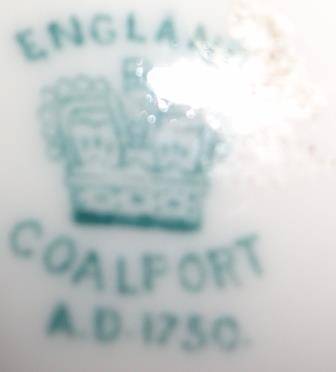 ENGLAND
COALPORT
A.D. 1750.